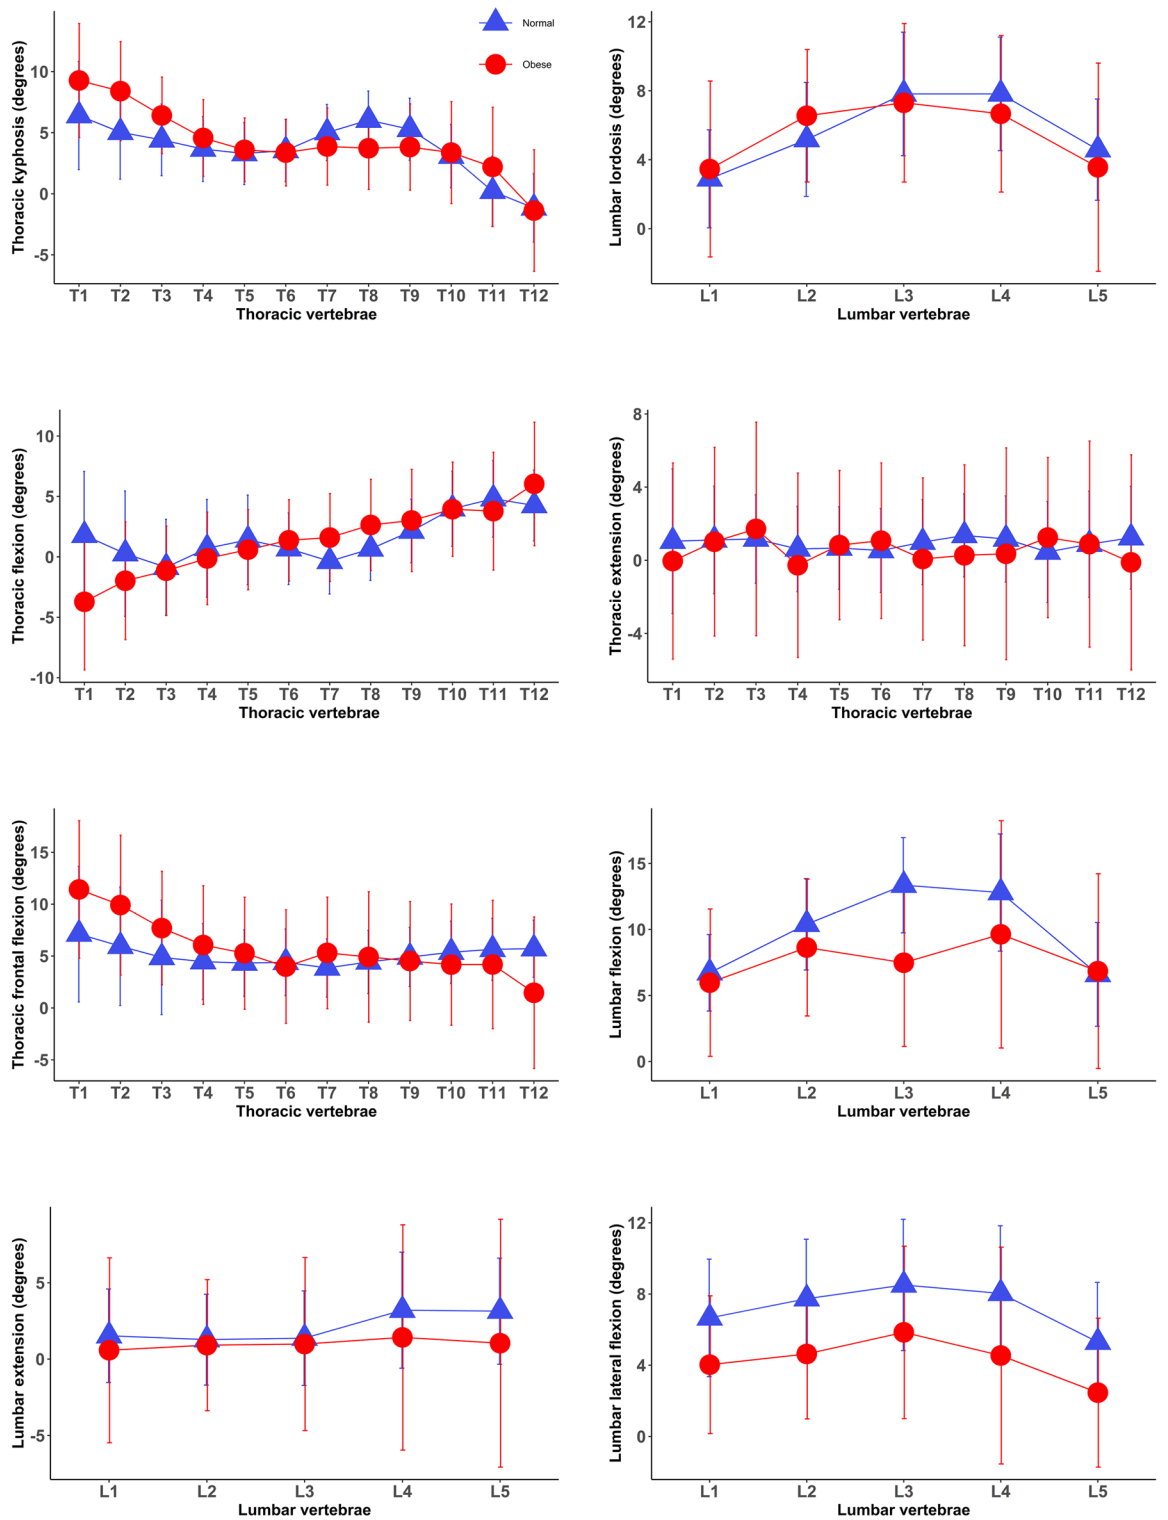 Thoracic kyphosis (degrees)
10
5
0
-5
T1 T2 T3 T4 T5 T6 T7 T8 T9 T10 T11 T12
Thoracic vertebrae
Normal
Obese
Lumbar lordosis (degrees)
12
8
4
0
L1 L2 L3 L4 L5
Lumbar vertebrae
Thoracic flexion (degrees)
10
5
0
-5
-10
T1 T2 T3 T4 T5 T6 T7 T8 T9 T10 T11 T12
Thoracic vertebrae
Thoracic extension (degrees)
8
4
0
-4
T1 T2 T3 T4 T5 T6 T7 T8 T9 T10 T11 T12
Thoracic vertebrae
Thoracic frontal flexion (degrees)
15
10
5
0
-5
T1 T2 T3 T4 T5 T6 T7 T8 T9 T10 T11 T12
Thoracic vertebrae
Lumbar flexion (degrees)
15
10
5
0
L1 L2 L3 L4 L5
Lumbar vertebrae
Lumbar extension (degrees)
5
0
-5
L1 L2 L3 L4 L5
Lumbar vertebrae
Lumbar lateral flexion (degrees)
12
8
4
0
L1 L2 L3 L4 L5
Lumbar vertebrae